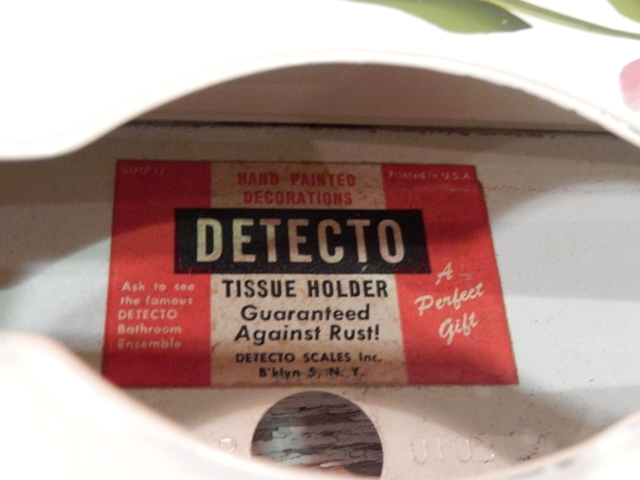 HAND PAINTED
DECORATIONS
Printed in U.S.A
DETECTO
TISSUE HOLDER
Guaranteed
Against Rust!
DETECTO SCALES Inc.
B'klyn 5, N. Y.
Ask to see
the famous
DETECTO
Bathroom
Ensemble
A
Perfect
Gift